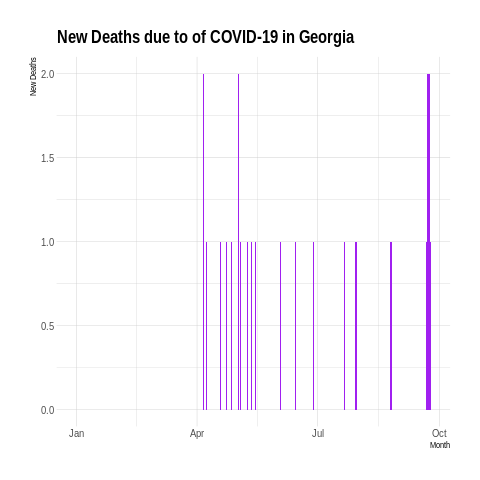 New Deaths due to of COVID-19 in Georgia
New Deaths
2.0
1.5
1.0
0.5
0.0
Jan Apr Jul Oct
Month